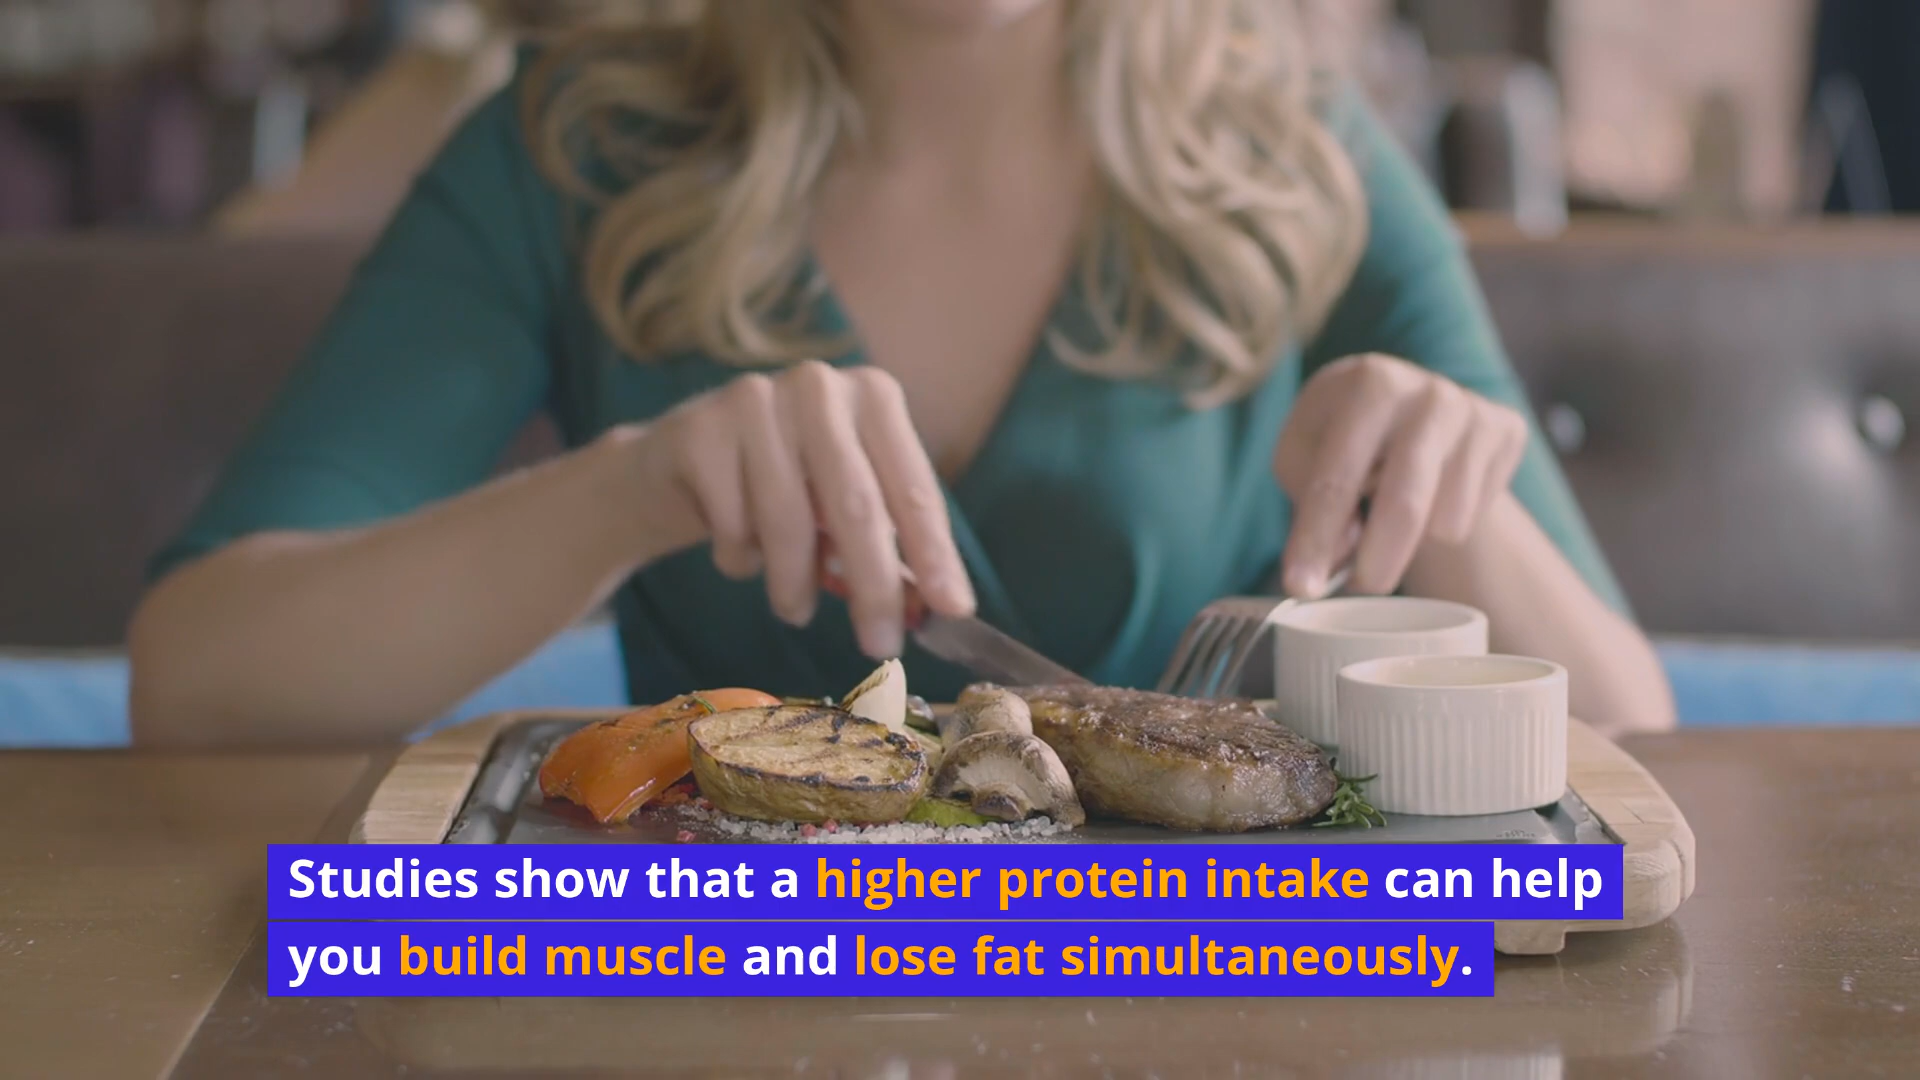 Studies show that a higher protein intake can help
you build muscle and lose fat simultaneously.